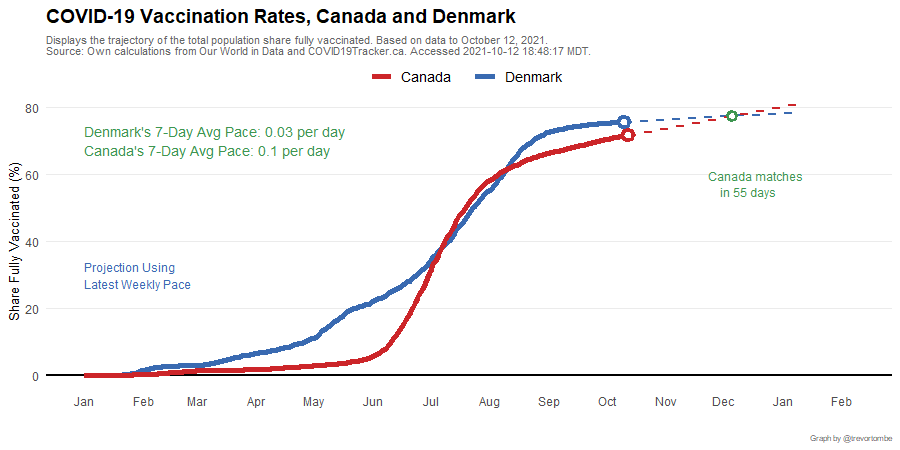 COVID-19 Vaccination Rates, Canada and Denmark
Displays the trajectory of the total population share fully vaccinated. Based on data to October 12, 2021.
Source: Own calculations from Our World in Data and COVID19Tracker.ca. Accessed 2021-10-12 18:48:17 MDT.
Canada Denmark
Share Fully Vaccinated (%)
80
60
40
20
0
Denmark's 7-Day Avg Pace: 0.03 per day
Canada's 7-Day Avg Pace: 0.1 per day
Canada matches
in 55 days
Projection Using
Latest Weekly Pace
Jan Feb Mar Apr May Jun Jul Aug Sep Oct Nov Dec Jan Feb
Graph by @trevortombe